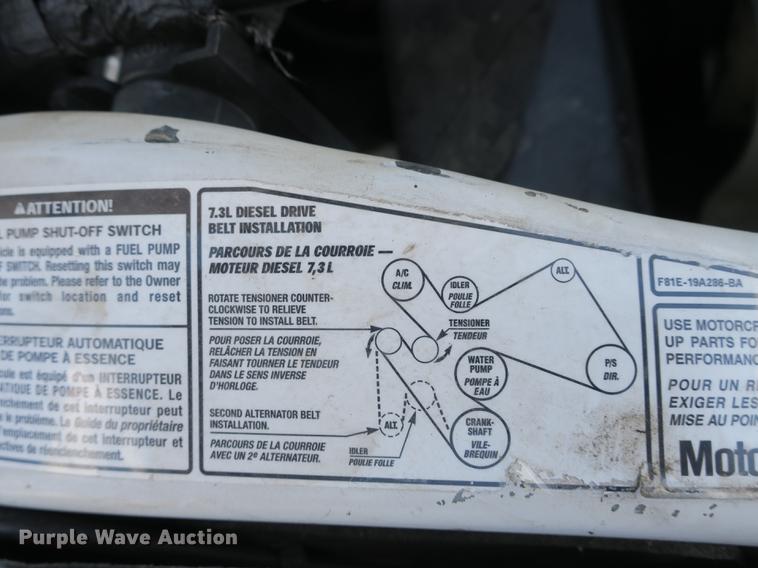 ATTENTION!
PUMP SHUT-OFF SWITCH
is equipped with a FUEL PUMP
SWITCH. Resetting this switch may
the problem. Please refer to the Owner
for switch location and reset
INTERRUPTEUR AUTOMATIQUE
DE POMPE À ESSENCE
est équipé d'un INTERRUPTEUR
DE POMPE À ESSENCE. Le
de cet interrupteur peut
le problème. Le Guide du propriétaire
l'emplacement de cet interrupteur et
de réenclenchement.
7.3L DIESEL DRIVE
BELT INSTALLATION
PARCOURS DE LA COURROIE —
MOTEUR DIESEL 7,3 L
ROTATE TENSIONER COUNTER-
CLOCKWISE TO RELIEVE
TENSION TO INSTALL BELT.
POUR POSER LA COURROIE,
RELÂCHER LA TENSION EN
FAISANT TOURNER LE TENDEUR
DANS LE SENS INVERSE
D'HORLOGE.
SECOND ALTERNATOR BELT
INSTALLATION.
PARCOURS DE LA COURROIE
AVEC UN 2e ALTERNATEUR.
A/C
CLIM.
IDLER
POULIE
FOLLE
ALT.
TENSIONER
TENDEUR
WATER
PUMP
POMPE À
EAU
P/S
DIR.
ALT.
IDLER
POULIE FOLLE
CRANK-
SHAFT
VILE-
BREQUIN
F81E-19A286-BA
USE MOTORCR
UP PARTS FO
PERFORMANC
POUR UN R
EXIGER LES
MISE AU POIN
Moto
Purple Wave Auction